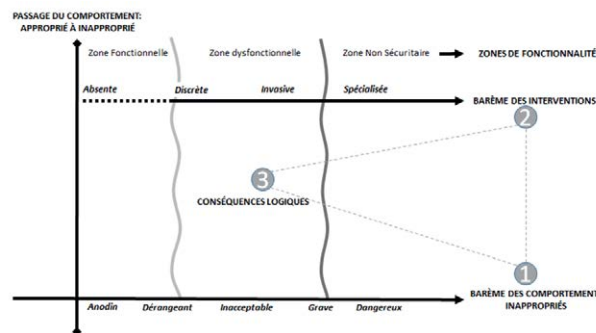 PASSAGE DU COMPORTEMENT:
APPROPRIÉ À INAPPROPRIÉ
Zone Fonctionnelle Zone dysfonctionnelle Zone Non Sécuritaire ZONES DE FONCTIONNALITÉ
Absente Discrète Invasive Spécialisée
BARÈME DES INTERVENTIONS
2
3
CONSÉQUENCES LOGIQUES
1
BARÈME DES COMPORTEMENT
INAPPROPRIÉS
Anodin Dérangeant Inacceptable Grave Dangereux